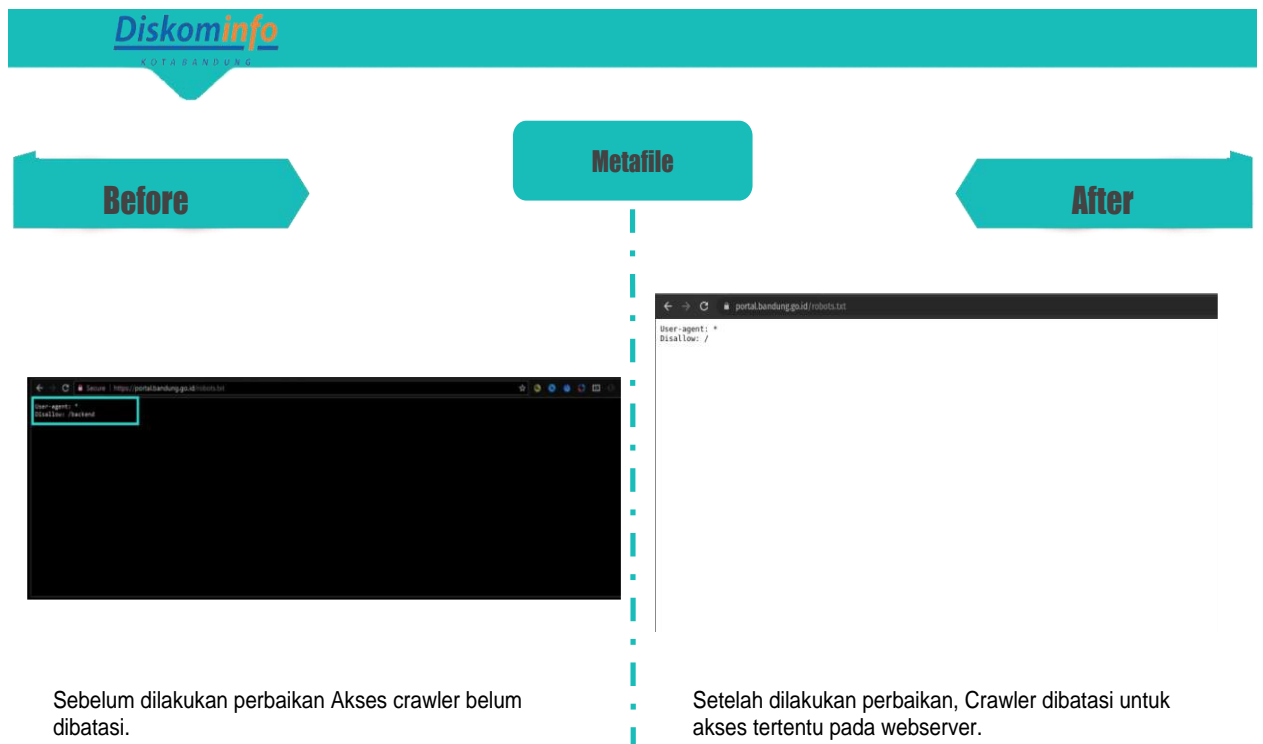 Diskominfo
KOTA BANDUNG
Metafile
Before
After
portal.bandung.go.id/robots.txt
User-agent: *
Disallow: /
Secure | https://portal.bandung.go.id/robots.txt
User-agent: *
Disallow: /backend
Sebelum dilakukan perbaikan Akses crawler belum
dibatasi.
Setelah dilakukan perbaikan, Crawler dibatasi untuk
akses tertentu pada webserver.